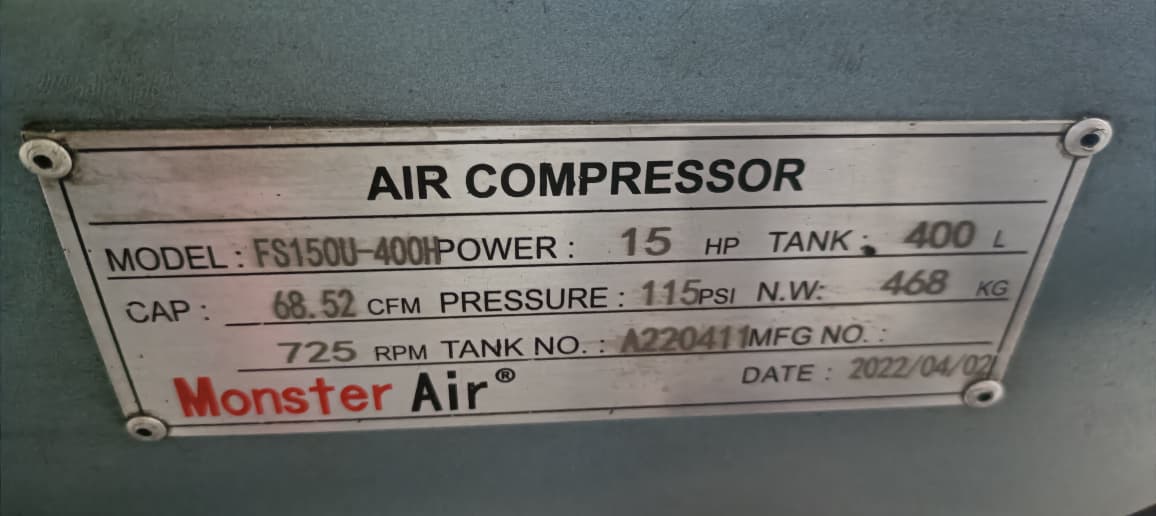 AIR COMPRESSOR
MODEL: FS150U-400H POWER: 15 HP TANK: 400 L
CAP: 68.52 CFM PRESSURE: 115 PSI N.W: 468 KG
725 RPM TANK NO.: A220411 MFG NO.:
Monster Air® DATE: 2022/04/02